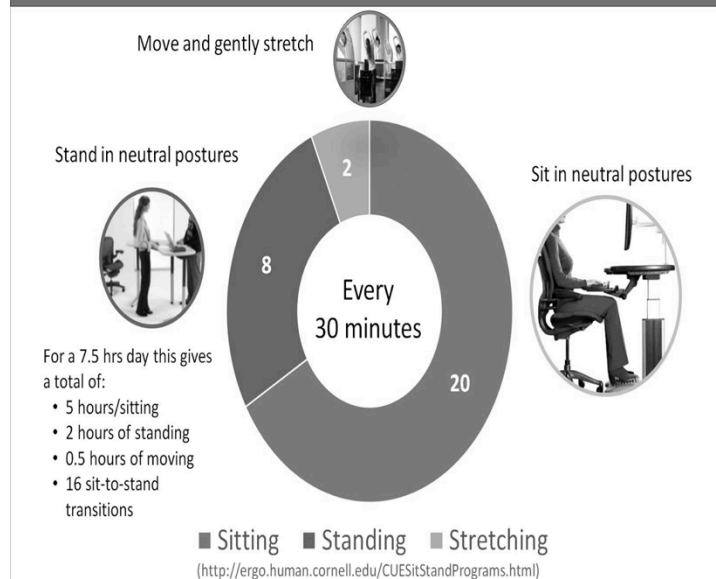 Move and gently stretch
Stand in neutral postures
Sit in neutral postures
2
8
20
Every
30 minutes
For a 7.5 hrs day this gives
a total of:
• 5 hours/sitting
• 2 hours of standing
• 0.5 hours of moving
• 16 sit-to-stand
transitions
Sitting Standing Stretching
(http://ergo.human.cornell.edu/CUESitStandPrograms.html)